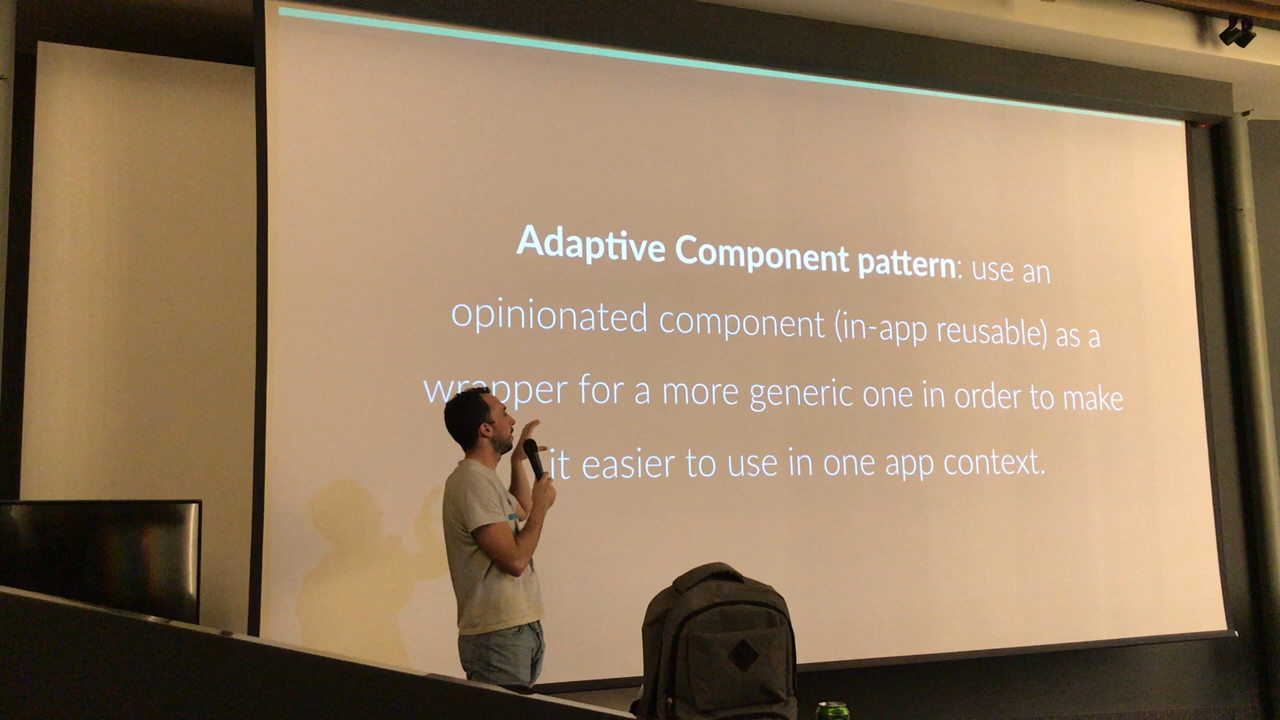 Adaptive Component pattern: use an
opinionated component (in-app reusable) as a
wrapper for a more generic one in order to make
it easier to use in one app context.